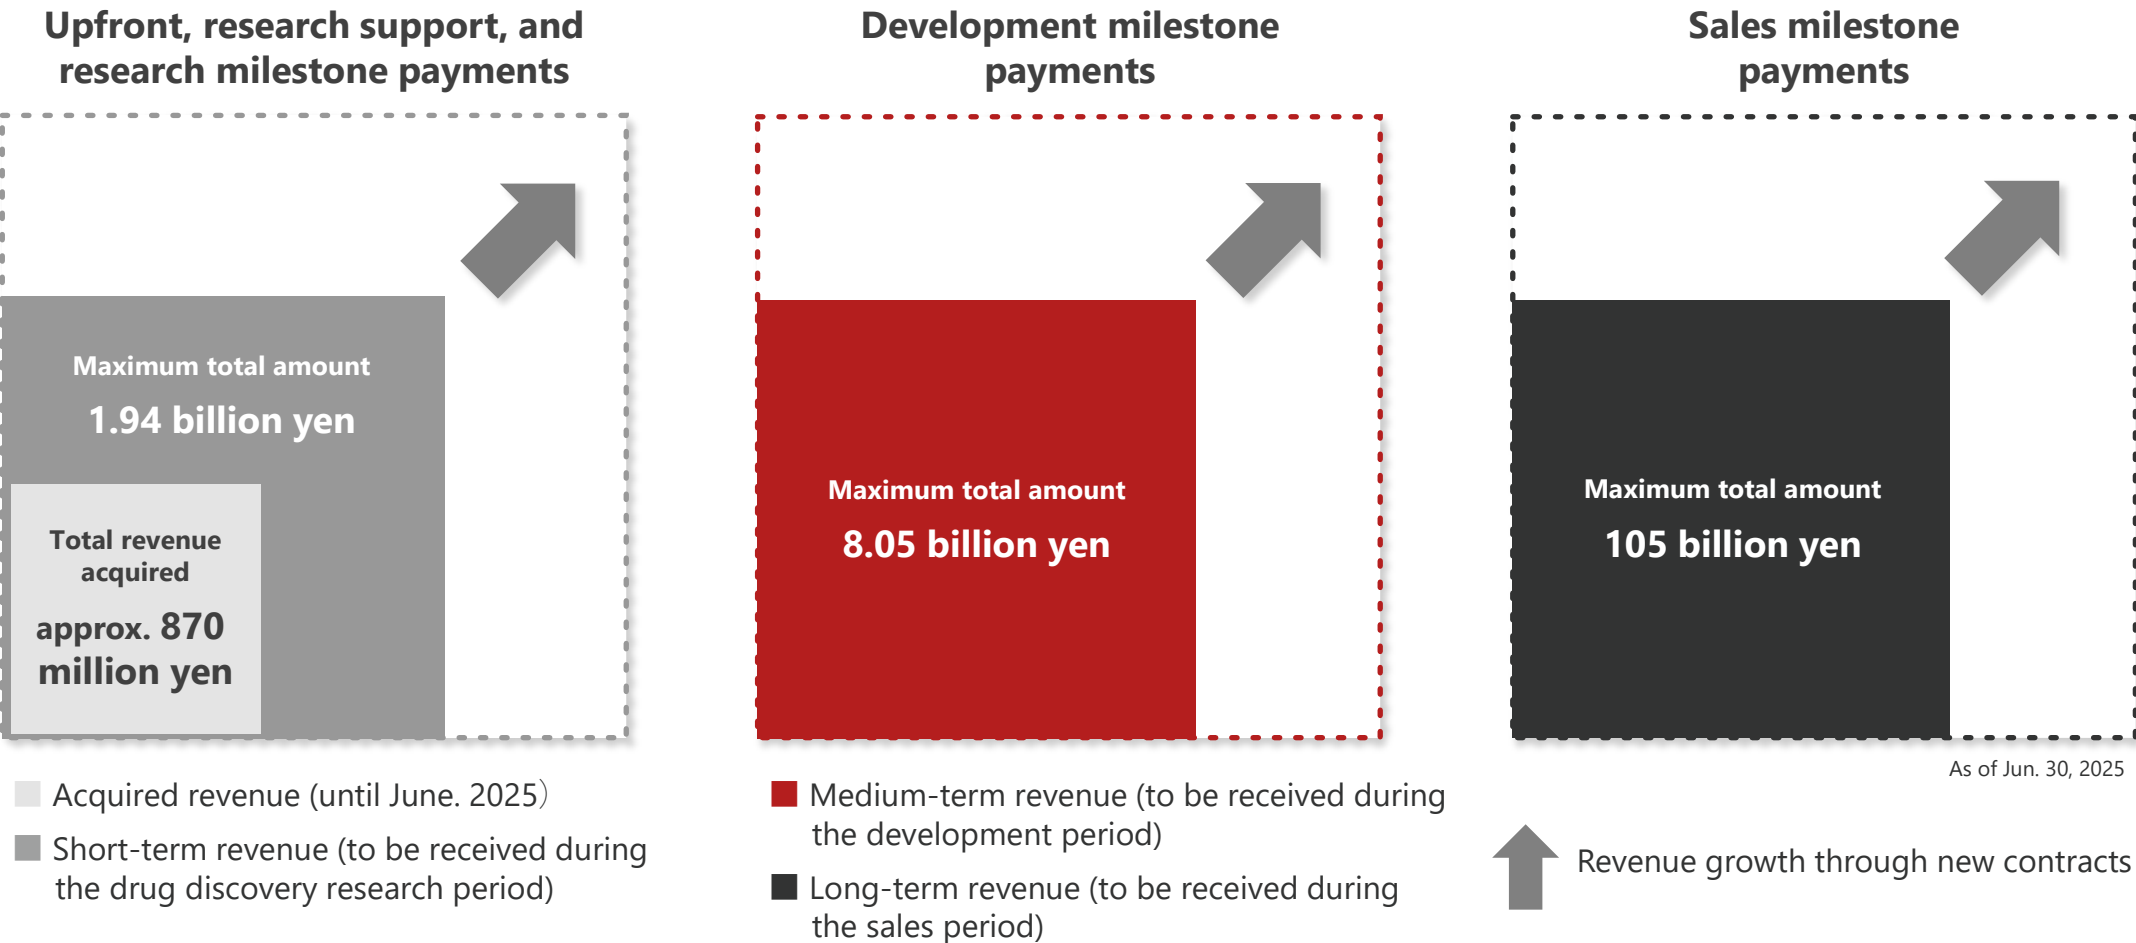 Upfront, research support, and
research milestone payments
Maximum total amount
1.94 billion yen
Total revenue
acquired
approx. 870
million yen
Development milestone
payments
Maximum total amount
8.05 billion yen
Sales milestone
payments
Maximum total amount
105 billion yen
As of Jun. 30, 2025
Acquired revenue (until June. 2025）
Short-term revenue (to be received during
the drug discovery research period)
Medium-term revenue (to be received during
the development period)
Long-term revenue (to be received during
the sales period)
Revenue growth through new contracts